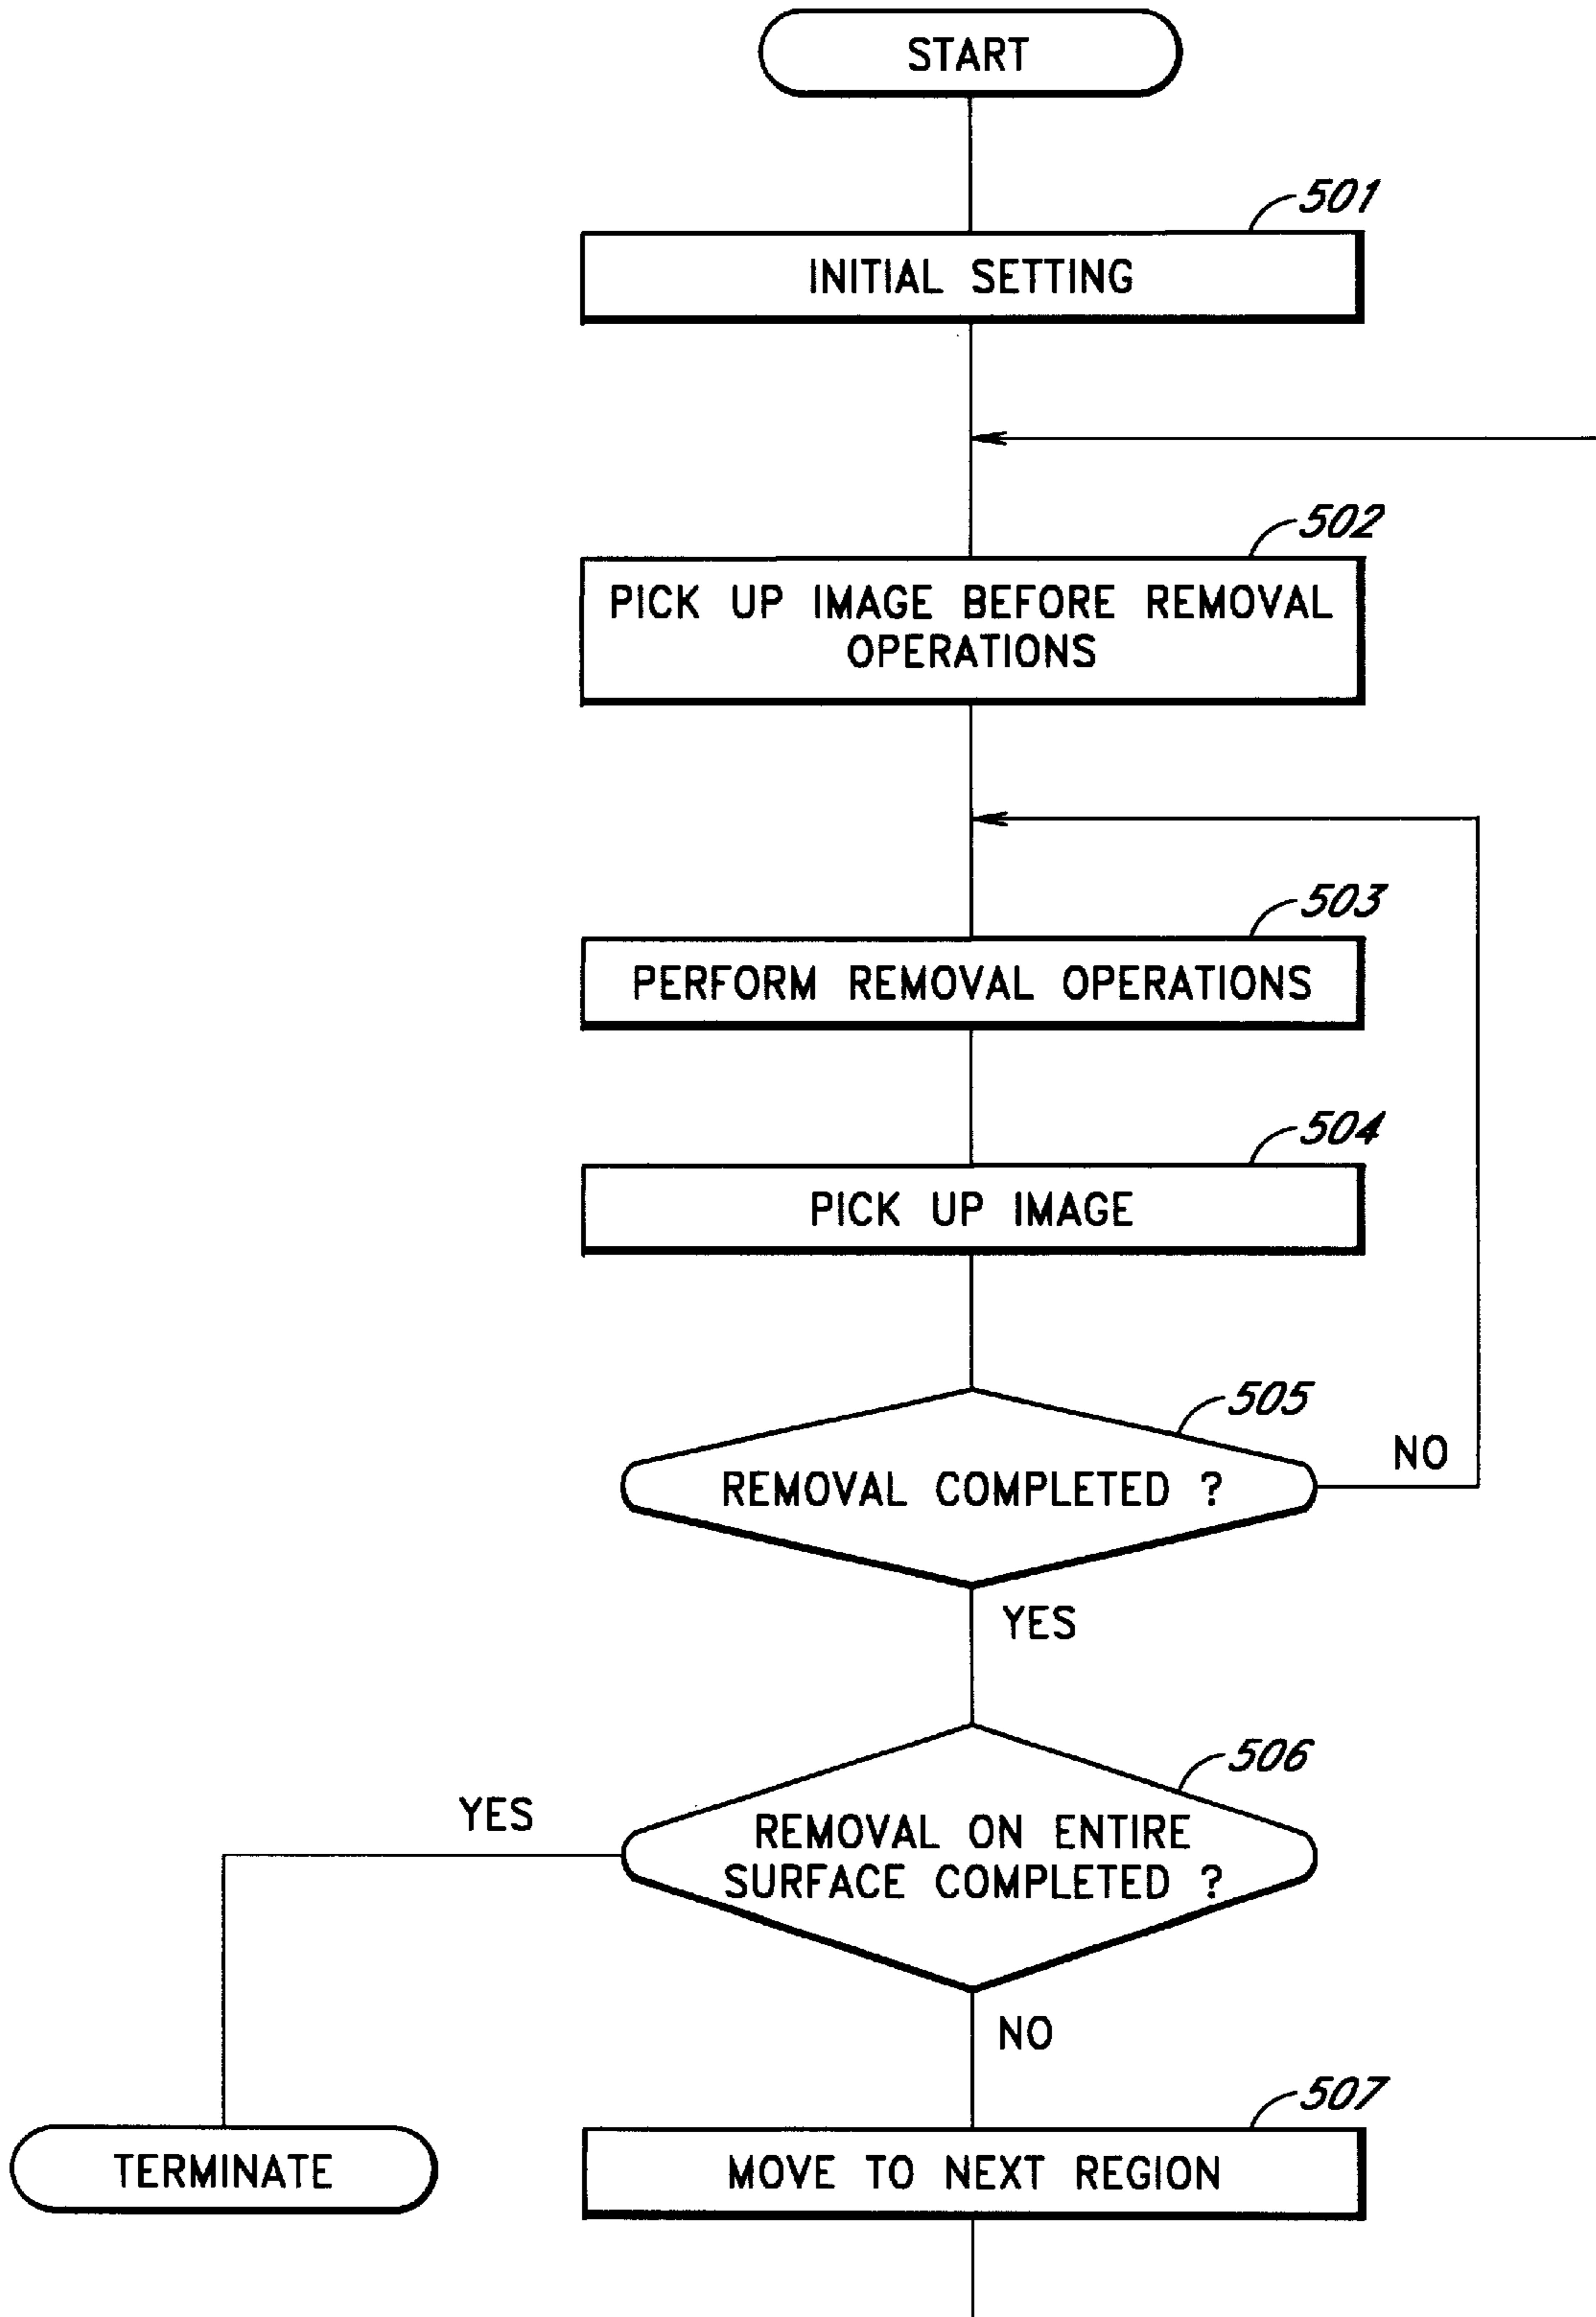 START
501
INITIAL SETTING
502
PICK UP IMAGE BEFORE REMOVAL
OPERATIONS
503
PERFORM REMOVAL OPERATIONS
504
PICK UP IMAGE
505
REMOVAL COMPLETED ?
NO
YES
506
YES
REMOVAL ON ENTIRE
SURFACE COMPLETED ?
NO
507
TERMINATE
MOVE TO NEXT REGION